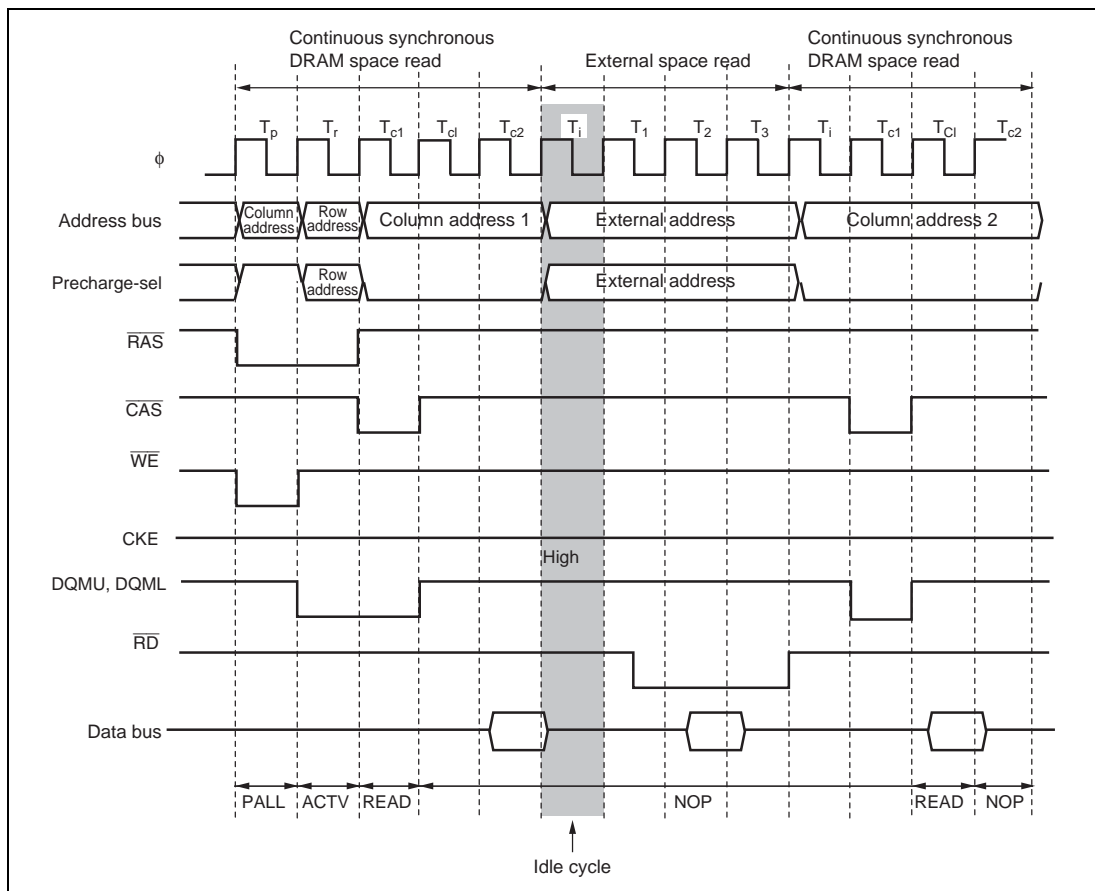 Continuous synchronous
DRAM space read
External space read
Continuous synchronous
DRAM space read
Tp Tr Tc1 Tcl Tc2 Ti T1 T2 T3 Ti Tc1 TCl Tc2
φ
Address bus
Column address
Row address
Column address 1
External address
Column address 2
Precharge-sel
Row address
External address
RAS
CAS
WE
CKE
High
DQMU, DQML
RD
Data bus
PALL ACTV READ NOP READ NOP
Idle cycle